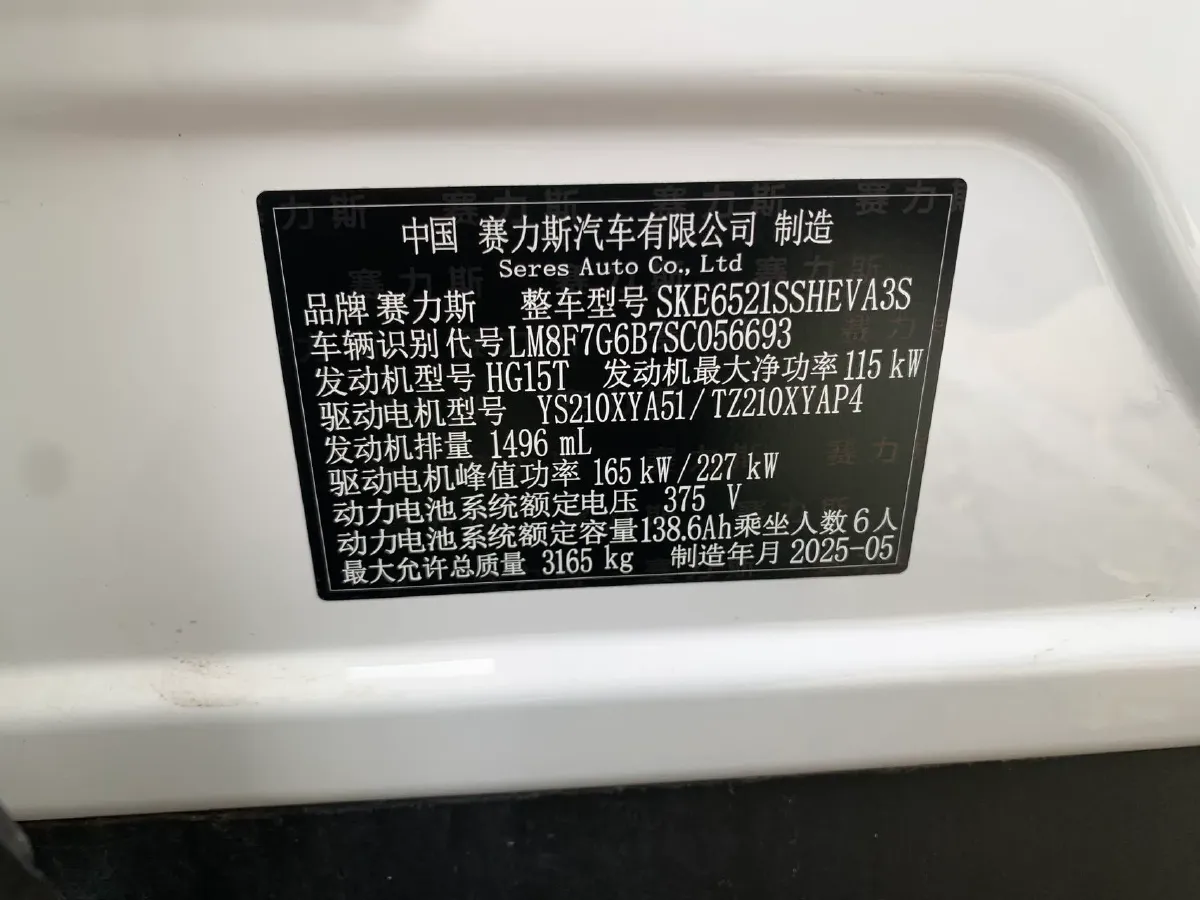 中国 赛力斯汽车有限公司 制造
Seres Auto Co., Ltd
品牌 赛力斯 整车型号 SKE6521SSHEVA3S
车辆识别代号 LM8F7G6B7SC056693
发动机型号 HG15T 发动机最大净功率 115 kW
驱动电机型号 YS210XYA51/TZ210XYAP4
发动机排量 1496 mL
驱动电机峰值功率 165 kW/227 kW
动力电池系统额定电压 375 V
动力电池系统额定容量 138.6Ah 乘坐人数 6 人
最大允许总质量 3165 kg 制造年月 2025-05